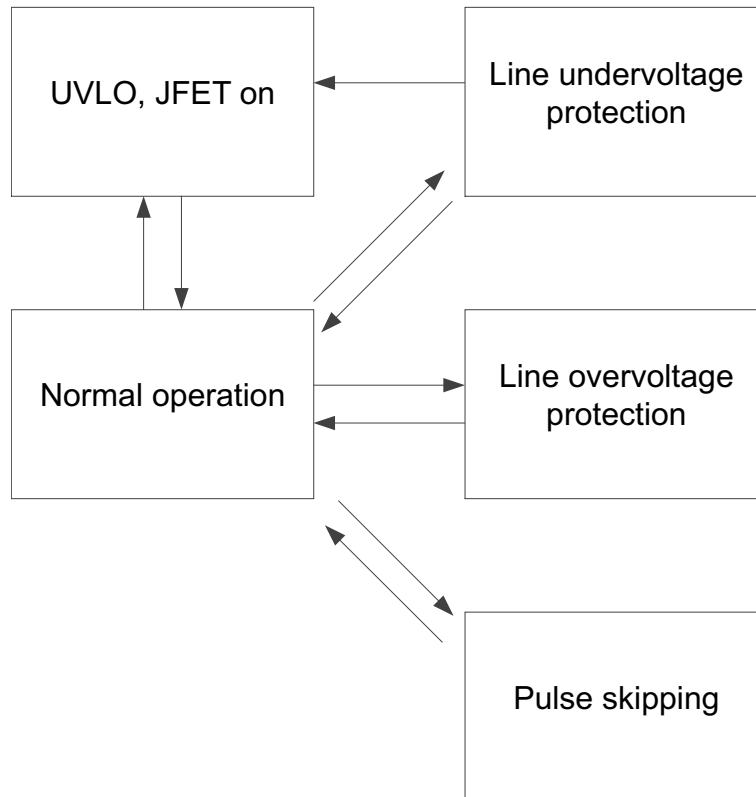 UVLO, JFET on
Line undervoltage
protection
Normal operation
Line overvoltage
protection
Pulse skipping